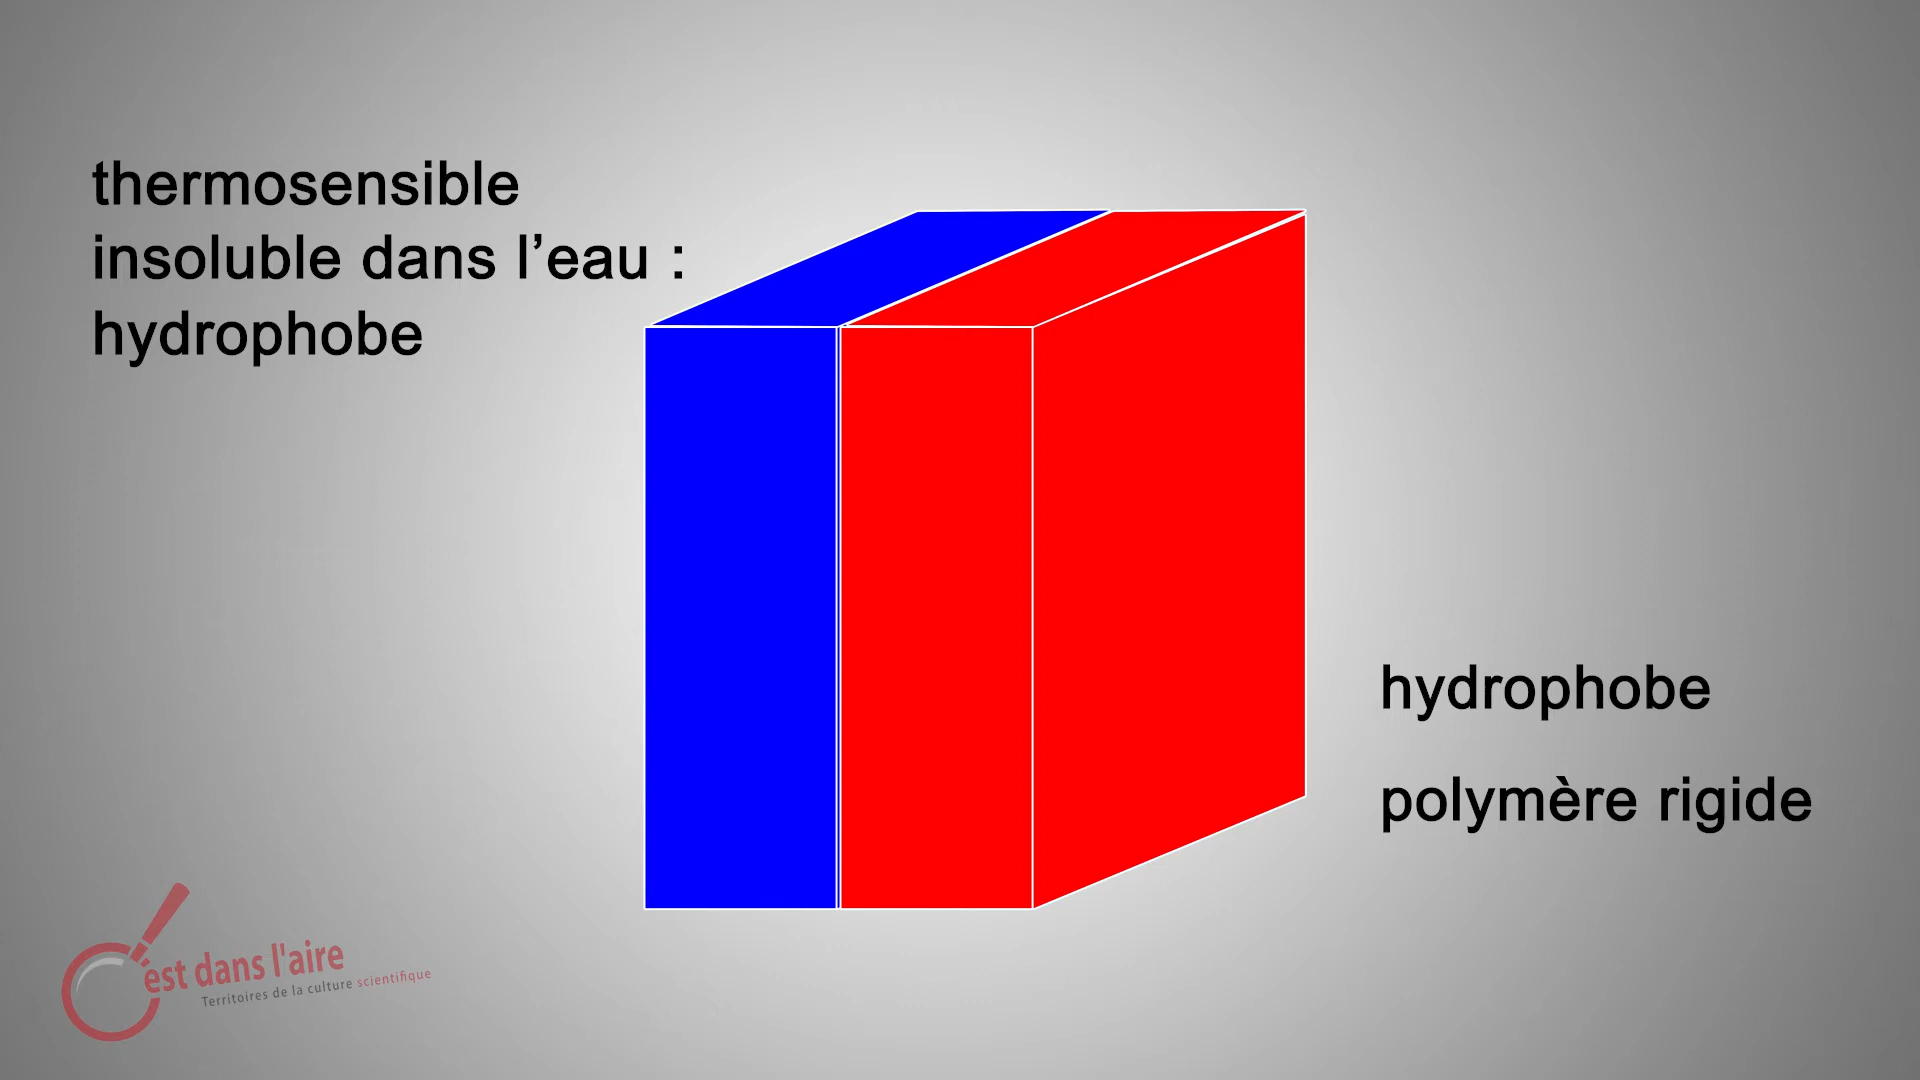 thermosensible
insoluble dans l’eau :
hydrophobe
hydrophobe
polymère rigide
C'est dans l'aire
Territoires de la culture scientifique